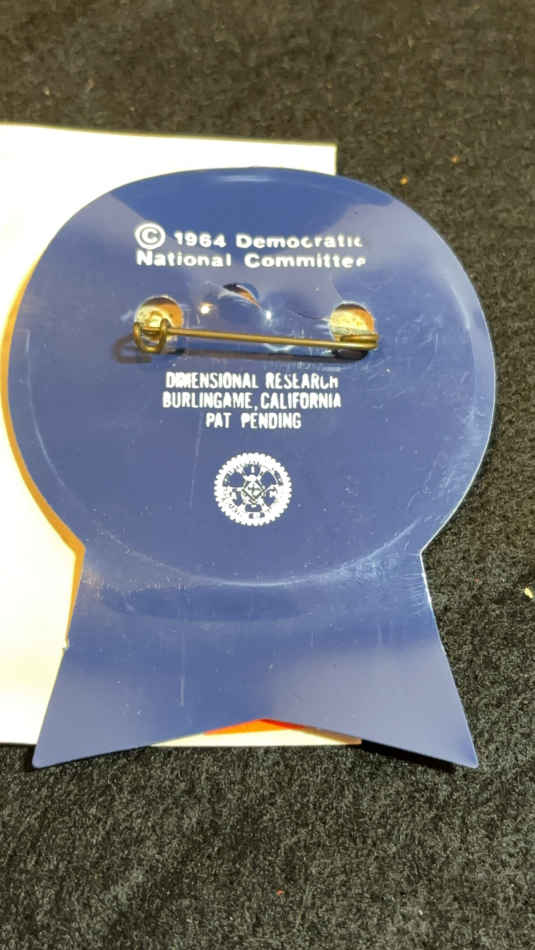 © 1964 Democratic
National Committee
DIMENSIONAL RESEARCH
BURLINGAME, CALIFORNIA
PAT PENDING